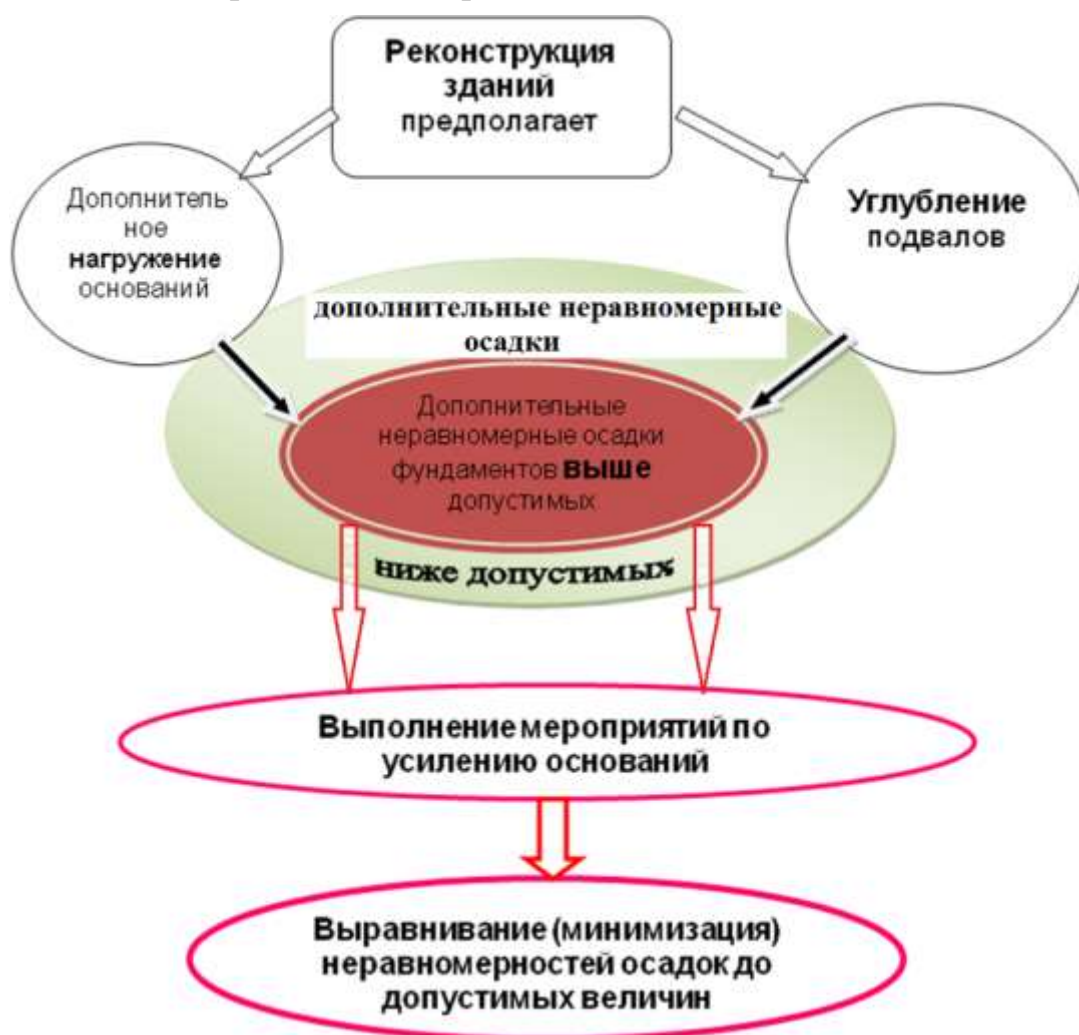 Реконструкция
зданий
предполагает
Дополнитель
ное
нагружение
оснований
Углубление
подвалов
дополнительные неравномерные
осадки
Дополнительные
неравномерные осадки
фундаментов выше
допустимых
ниже допустимых
Выполнение мероприятий по
усилению оснований
Выравнивание (минимизация)
неравномерностей осадок до
допустимых величин